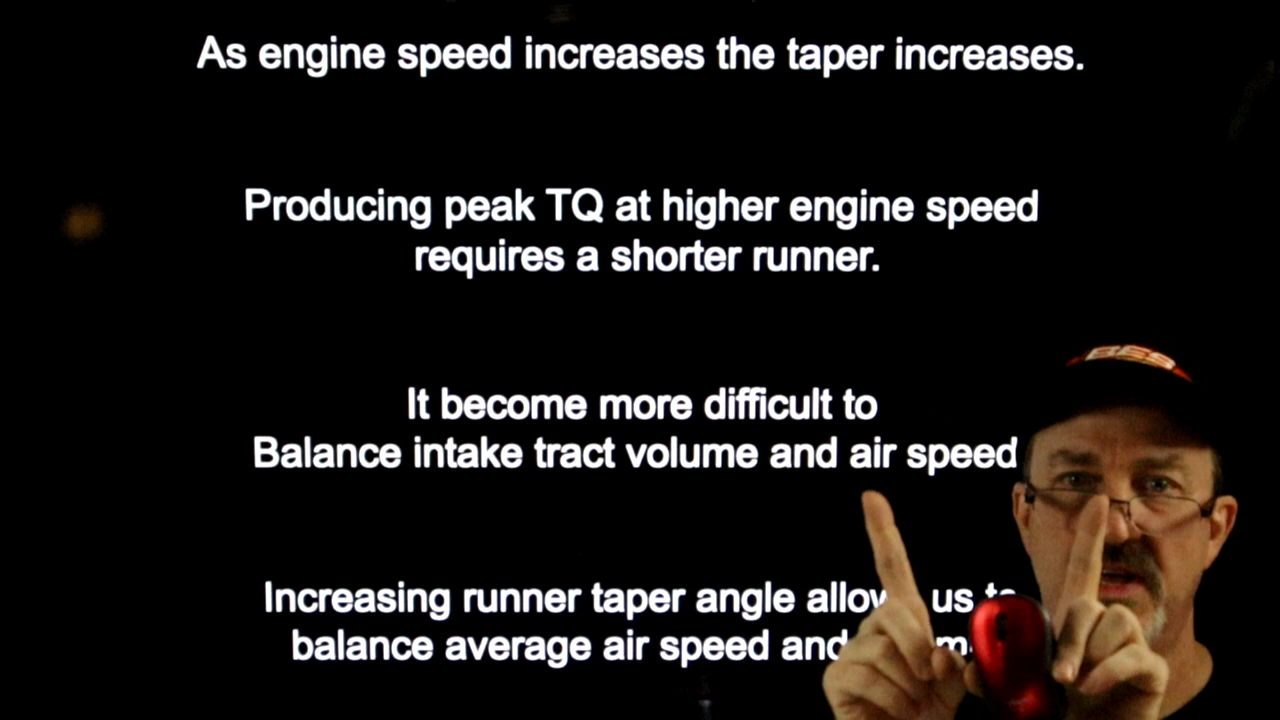 As engine speed increases the taper increases.
Producing peak TQ at higher engine speed
requires a shorter runner.
It become more difficult to
Balance intake tract volume and air speed
Increasing runner taper angle us
balance average air speed and
BES